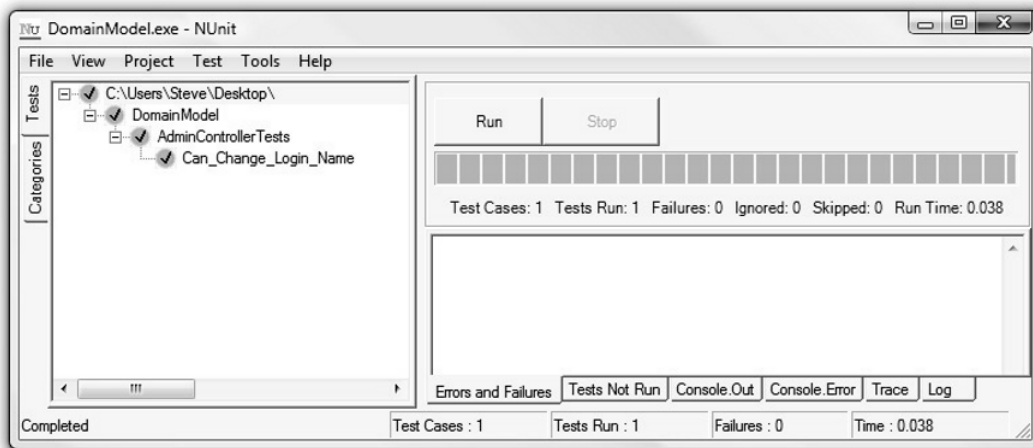 NU DomainModel.exe - NUnit
File View Project Test Tools Help
Tests
Categories
C:\Users\Steve\Desktop\
DomainModel
AdminControllerTests
Can_Change_Login_Name
Run Stop
Test Cases: 1 Tests Run: 1 Failures: 0 Ignored: 0 Skipped: 0 Run Time: 0.038
Errors and Failures Tests Not Run Console.Out Console.Error Trace Log
Completed Test Cases : 1 Tests Run : 1 Failures : 0 Time : 0.038